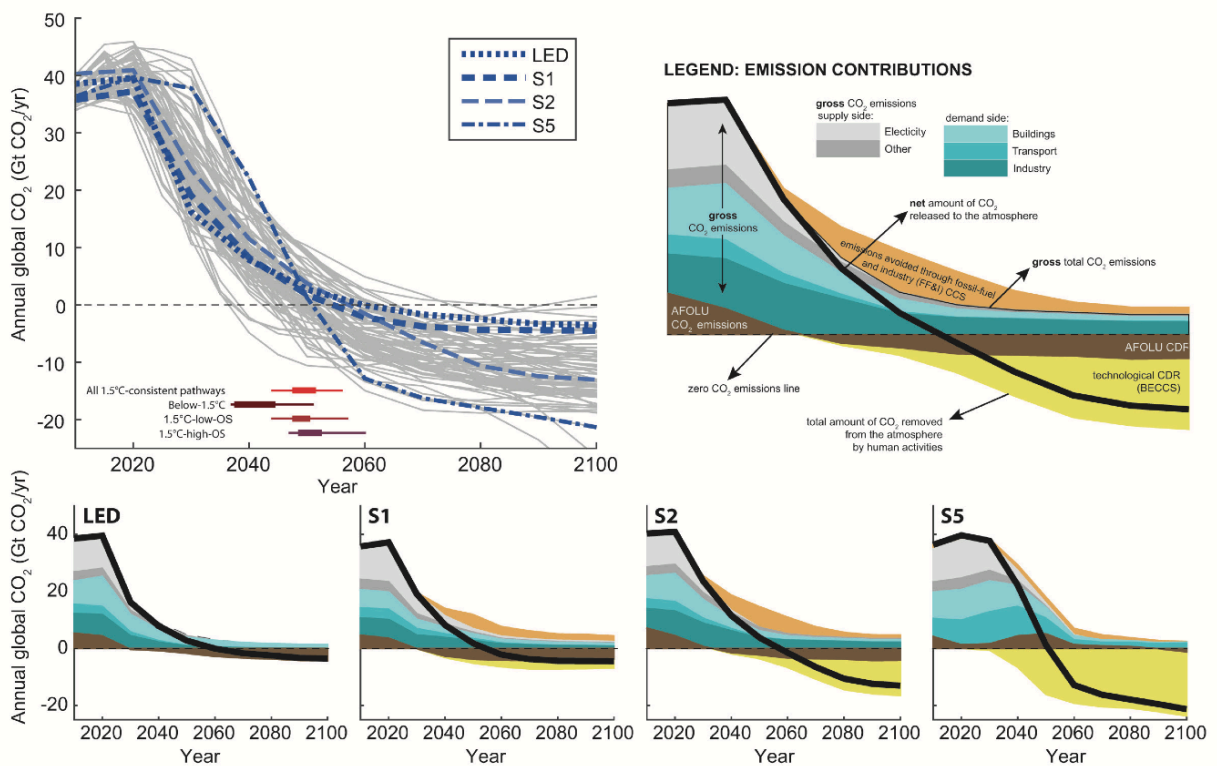 50
40
30
20
10
0
-10
-20
Annual global CO₂ (Gt CO₂/yr)
LED
S1
S2
S5
All 1.5°C-consistent pathways
Below-1.5°C
1.5°C-low-OS
1.5°C-high-OS
2020
2040
2060
2080
2100
Year
LEGEND: EMISSION CONTRIBUTIONS
gross CO₂ emissions
supply side:
Electicity
Other
demand side:
Buildings
Transport
Industry
gross
CO₂ emissions
net amount of CO₂
released to the atmosphere
emissions avoided through fossil-fuel
and industry (FF&I) CCS
gross total CO₂ emissions
AFOLU
CO₂ emissions
AFOLU CDF
technological CDR
(BECCS)
zero CO₂ emissions line
total amount of CO₂ removed
from the atmosphere
by human activities
Annual global CO₂ (Gt CO₂/yr)
40
20
0
-20
LED
2020
2040
2060
2080
2100
Year
S1
2020
2040
2060
2080
2100
Year
S2
2020
2040
2060
2080
2100
Year
S5
2020
2040
2060
2080
2100
Year